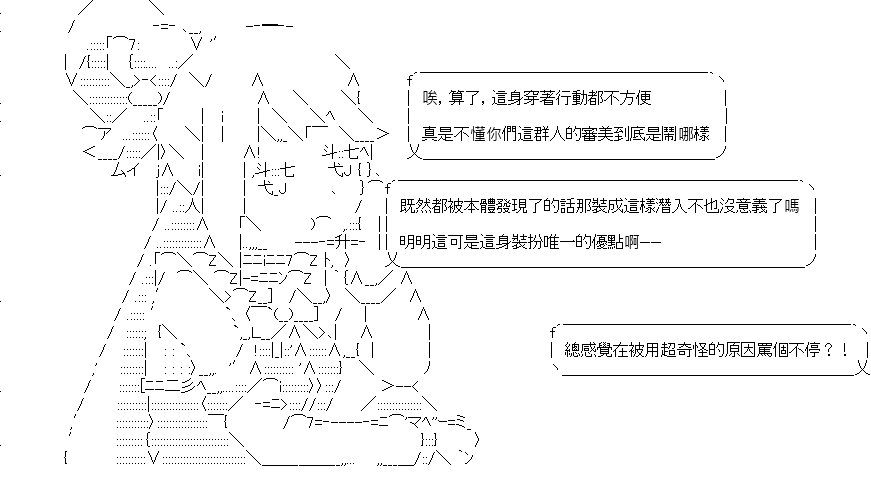 唉，算了，這身穿著行動都不方便
真是不懂你們這群人的審美到底是鬧哪樣
既然都被本體發現了的話那裝成這樣潛入不也沒意義了嗎
明明這可是這身裝扮唯一的優點啊——
總感覺在被用超奇怪的原因罵個不停？！